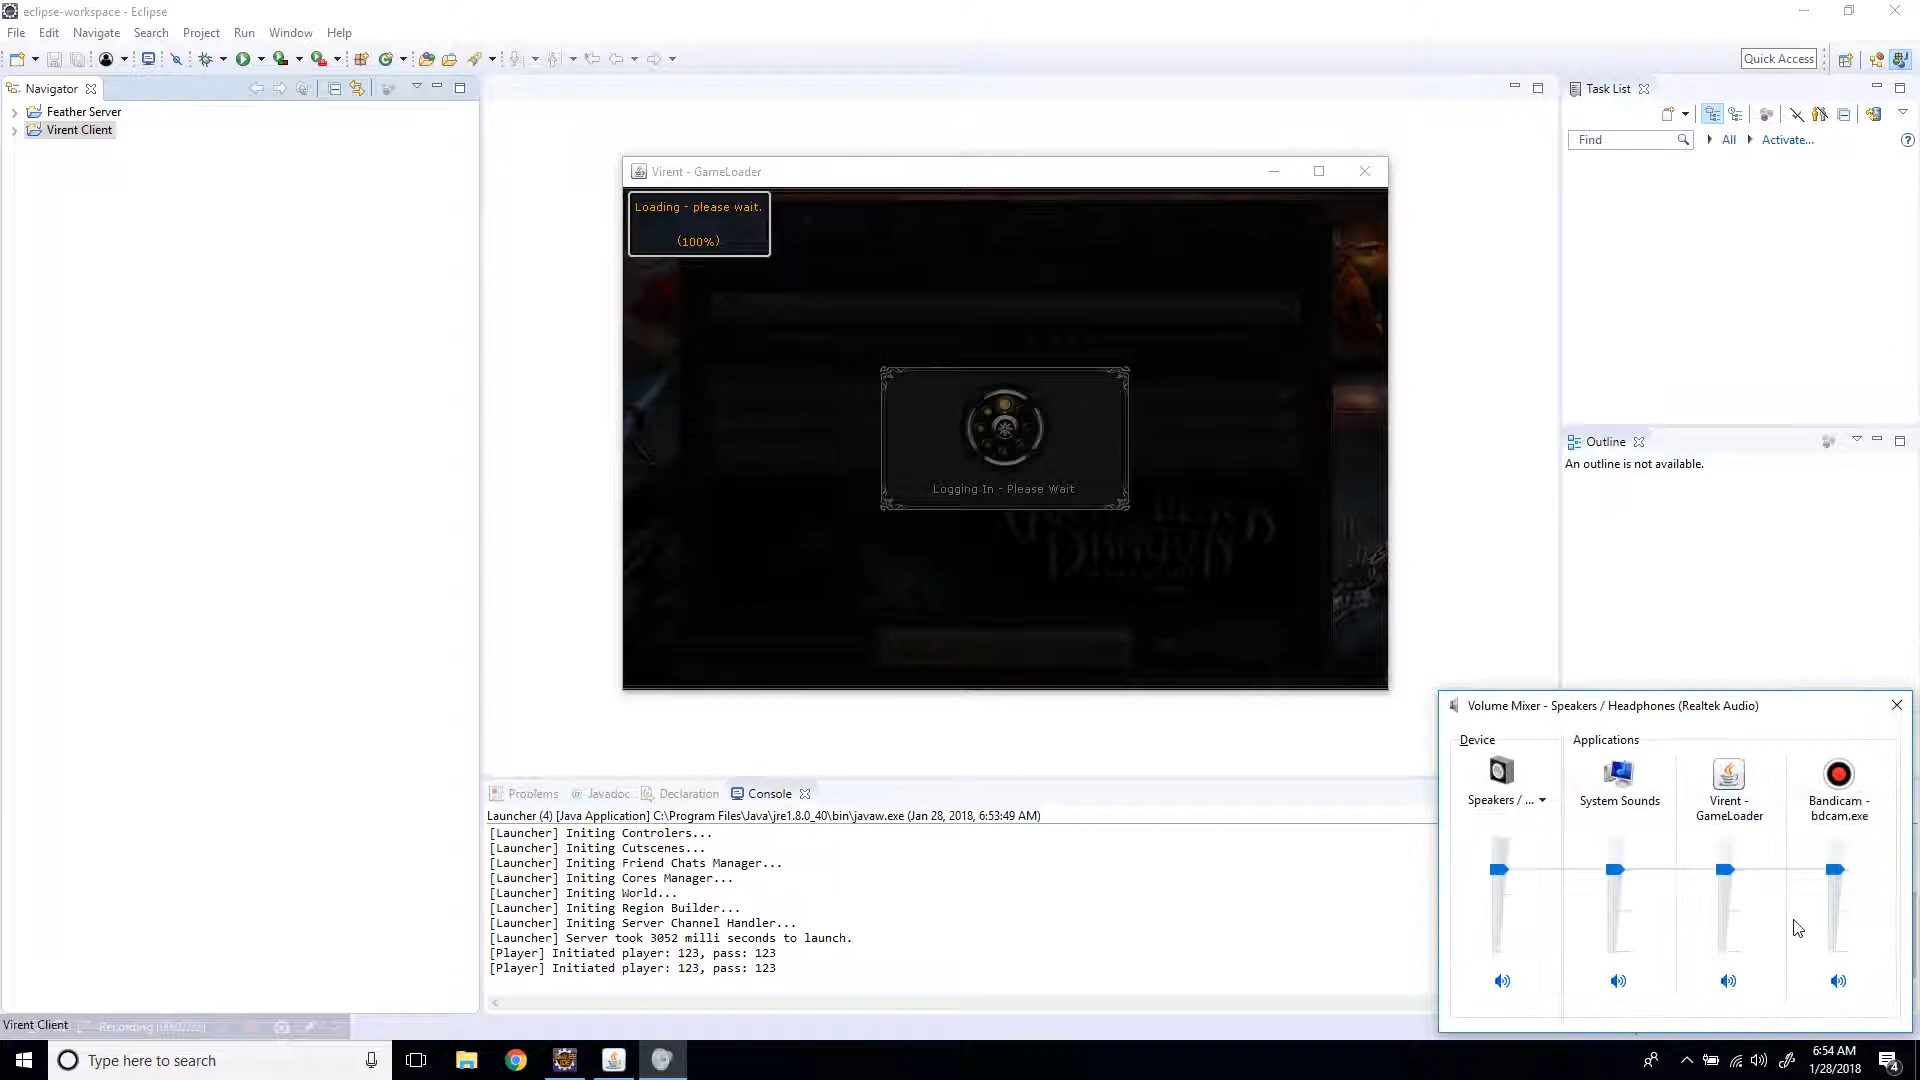 eclipse-workspace - Eclipse
File Edit Navigate Search Project Run Window Help
Quick Access
Navigator
Feather Server
Virent Client
Virent - GameLoader
Loading - please wait.
(100%)
Logging In - Please Wait
Task List
Find
All
Activate...
Outline
An outline is not available.
Problems Javadoc Declaration Console
Launcher (4) [Java Application] C:\Program Files\Java\jre1.8.0_40\bin\javaw.exe (Jan 28, 2018, 6:53:49 AM)
[Launcher] Initing Controlers...
[Launcher] Initing Cutscenes...
[Launcher] Initing Friend Chats Manager...
[Launcher] Initing Cores Manager...
[Launcher] Initing World...
[Launcher] Initing Region Builder...
[Launcher] Initing Server Channel Handler...
[Launcher] Server took 3052 milli seconds to launch.
[Player] Initiated player: 123, pass: 123
[Player] Initiated player: 123, pass: 123
Volume Mixer - Speakers / Headphones (Realtek Audio)
Device
Applications
Speakers / ...
System Sounds
Virent -
GameLoader
Bandicam -
bdcam.exe
Virent Client
Type here to search
6:54 AM
1/28/2018
4